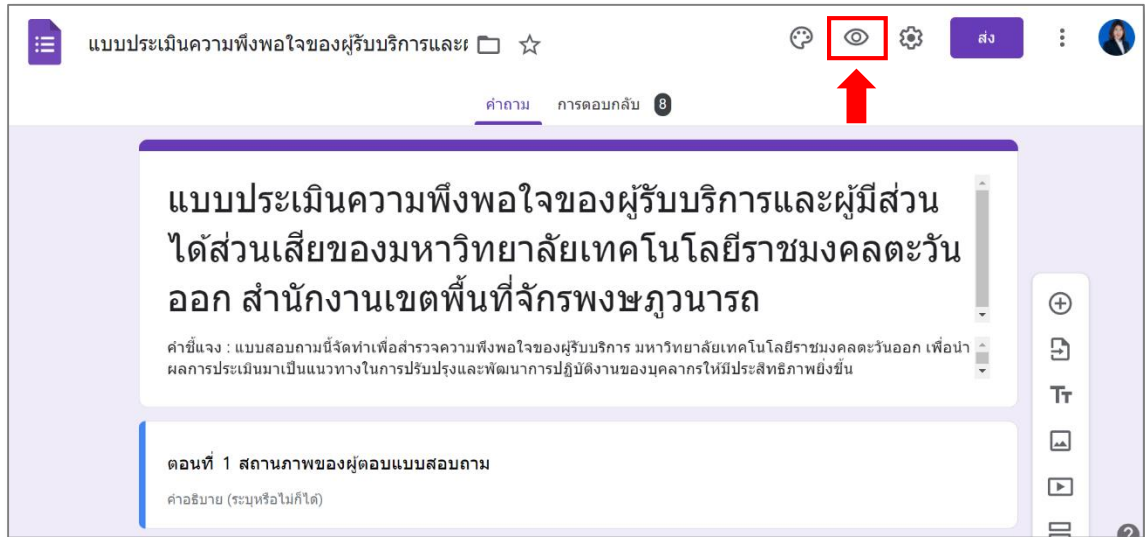 แบบประเมินความพึงพอใจของผู้รับบริการและ
ส่ง
คำถาม การตอบกลับ 8
แบบประเมินความพึงพอใจของผู้รับบริการและผู้มีส่วน
ได้ส่วนเสียของมหาวิทยาลัยเทคโนโลยีราชมงคลตะวัน
ออก สำนักงานเขตพื้นที่จักรพงษภูวนารถ
คำชี้แจง : แบบสอบถามนี้จัดทำเพื่อสำรวจความพึงพอใจของผู้รับบริการ มหาวิทยาลัยเทคโนโลยีราชมงคลตะวันออก เพื่อนำ
ผลการประเมินมาเป็นแนวทางในการปรับปรุงและพัฒนาการปฏิบัติงานของบุคลากรให้มีประสิทธิภาพยิ่งขึ้น
Tт
ตอนที่ 1 สถานภาพของผู้ตอบแบบสอบถาม
คำอธิบาย (ระบุหรือไม่ก็ได้)